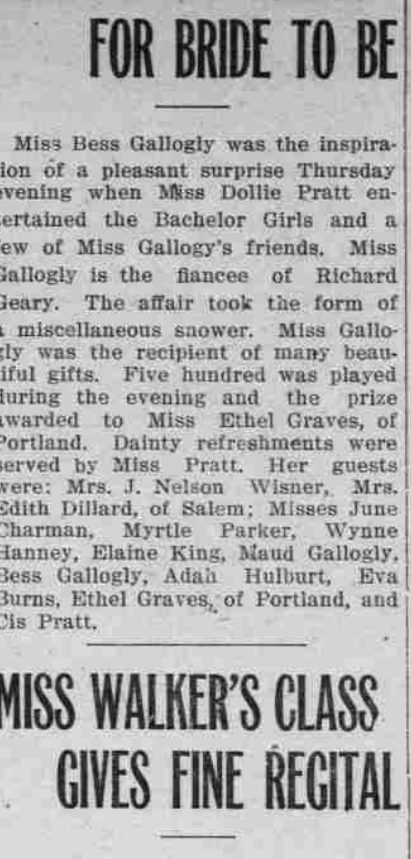 FOR BRIDE TO BE
Miss Bess Gallogly was the inspira-
ion of a pleasant surprise Thursday
evening when Miss Dollie Pratt en-
ertained the Bachelor Girls and a
ew of Miss Gallogy's friends. Miss
Gallogly is the fiancee of Richard
Geary. The affair took the form of
a miscellaneous snower. Miss Gallo-
gly was the recipient of many beau-
iful gifts. Five hundred was played
during the evening and the prize
awarded to Miss Ethel Graves, of
Portland. Dainty refreshments were
served by Miss Pratt. Her guests
were: Mrs. J. Nelson Wisner, Mrs.
Edith Dillard, of Salem; Misses June
Charman, Myrtle Parker, Wynne
Hanney, Elaine King, Maud Gallogly,
Bess Gallogly, Adah Hulburt, Eva
Burns, Ethel Graves, of Portland, and
Cis Pratt.
MISS WALKER'S CLASS
GIVES FINE RECITAL